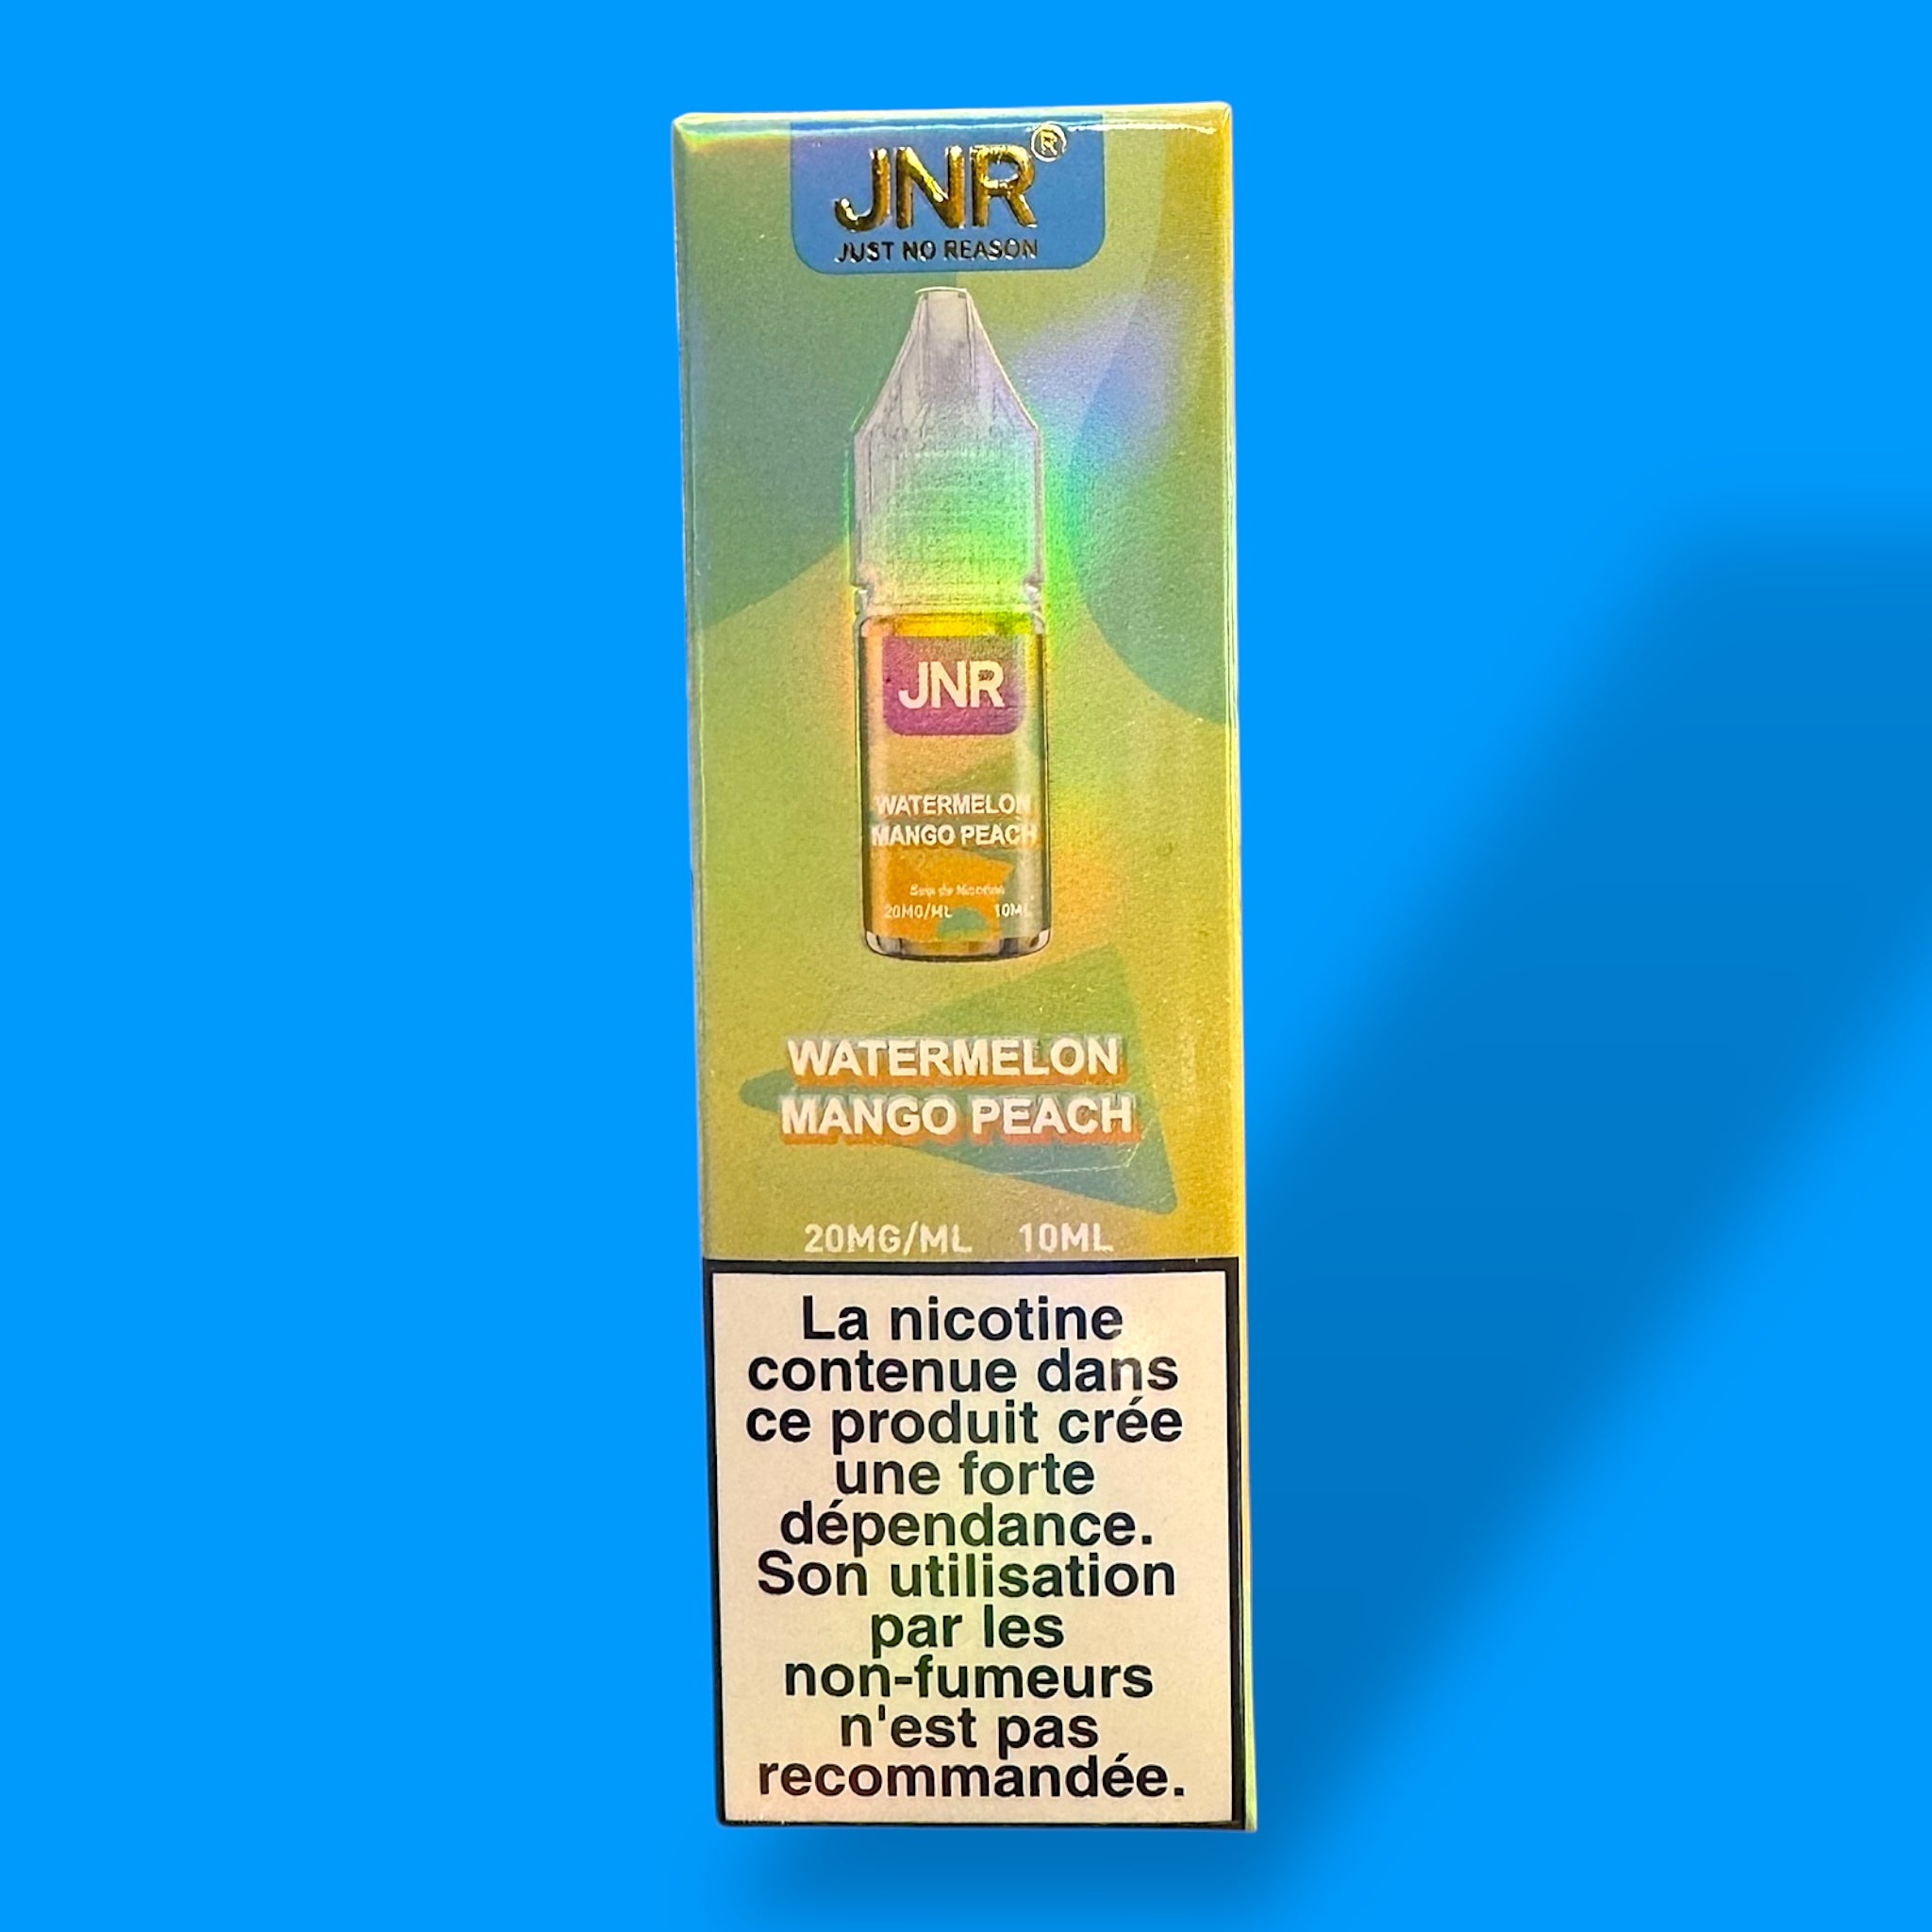 JNR®
JUST NO REASON
JNR
WATERMELON
MANGO PEACH
20MG/ML 10ML
WATERMELON
MANGO PEACH
20MG/ML 10ML
La nicotine
contenue dans
ce produit crée
une forte
dépendance.
Son utilisation
par les
non-fumeurs
n'est pas
recommandée.